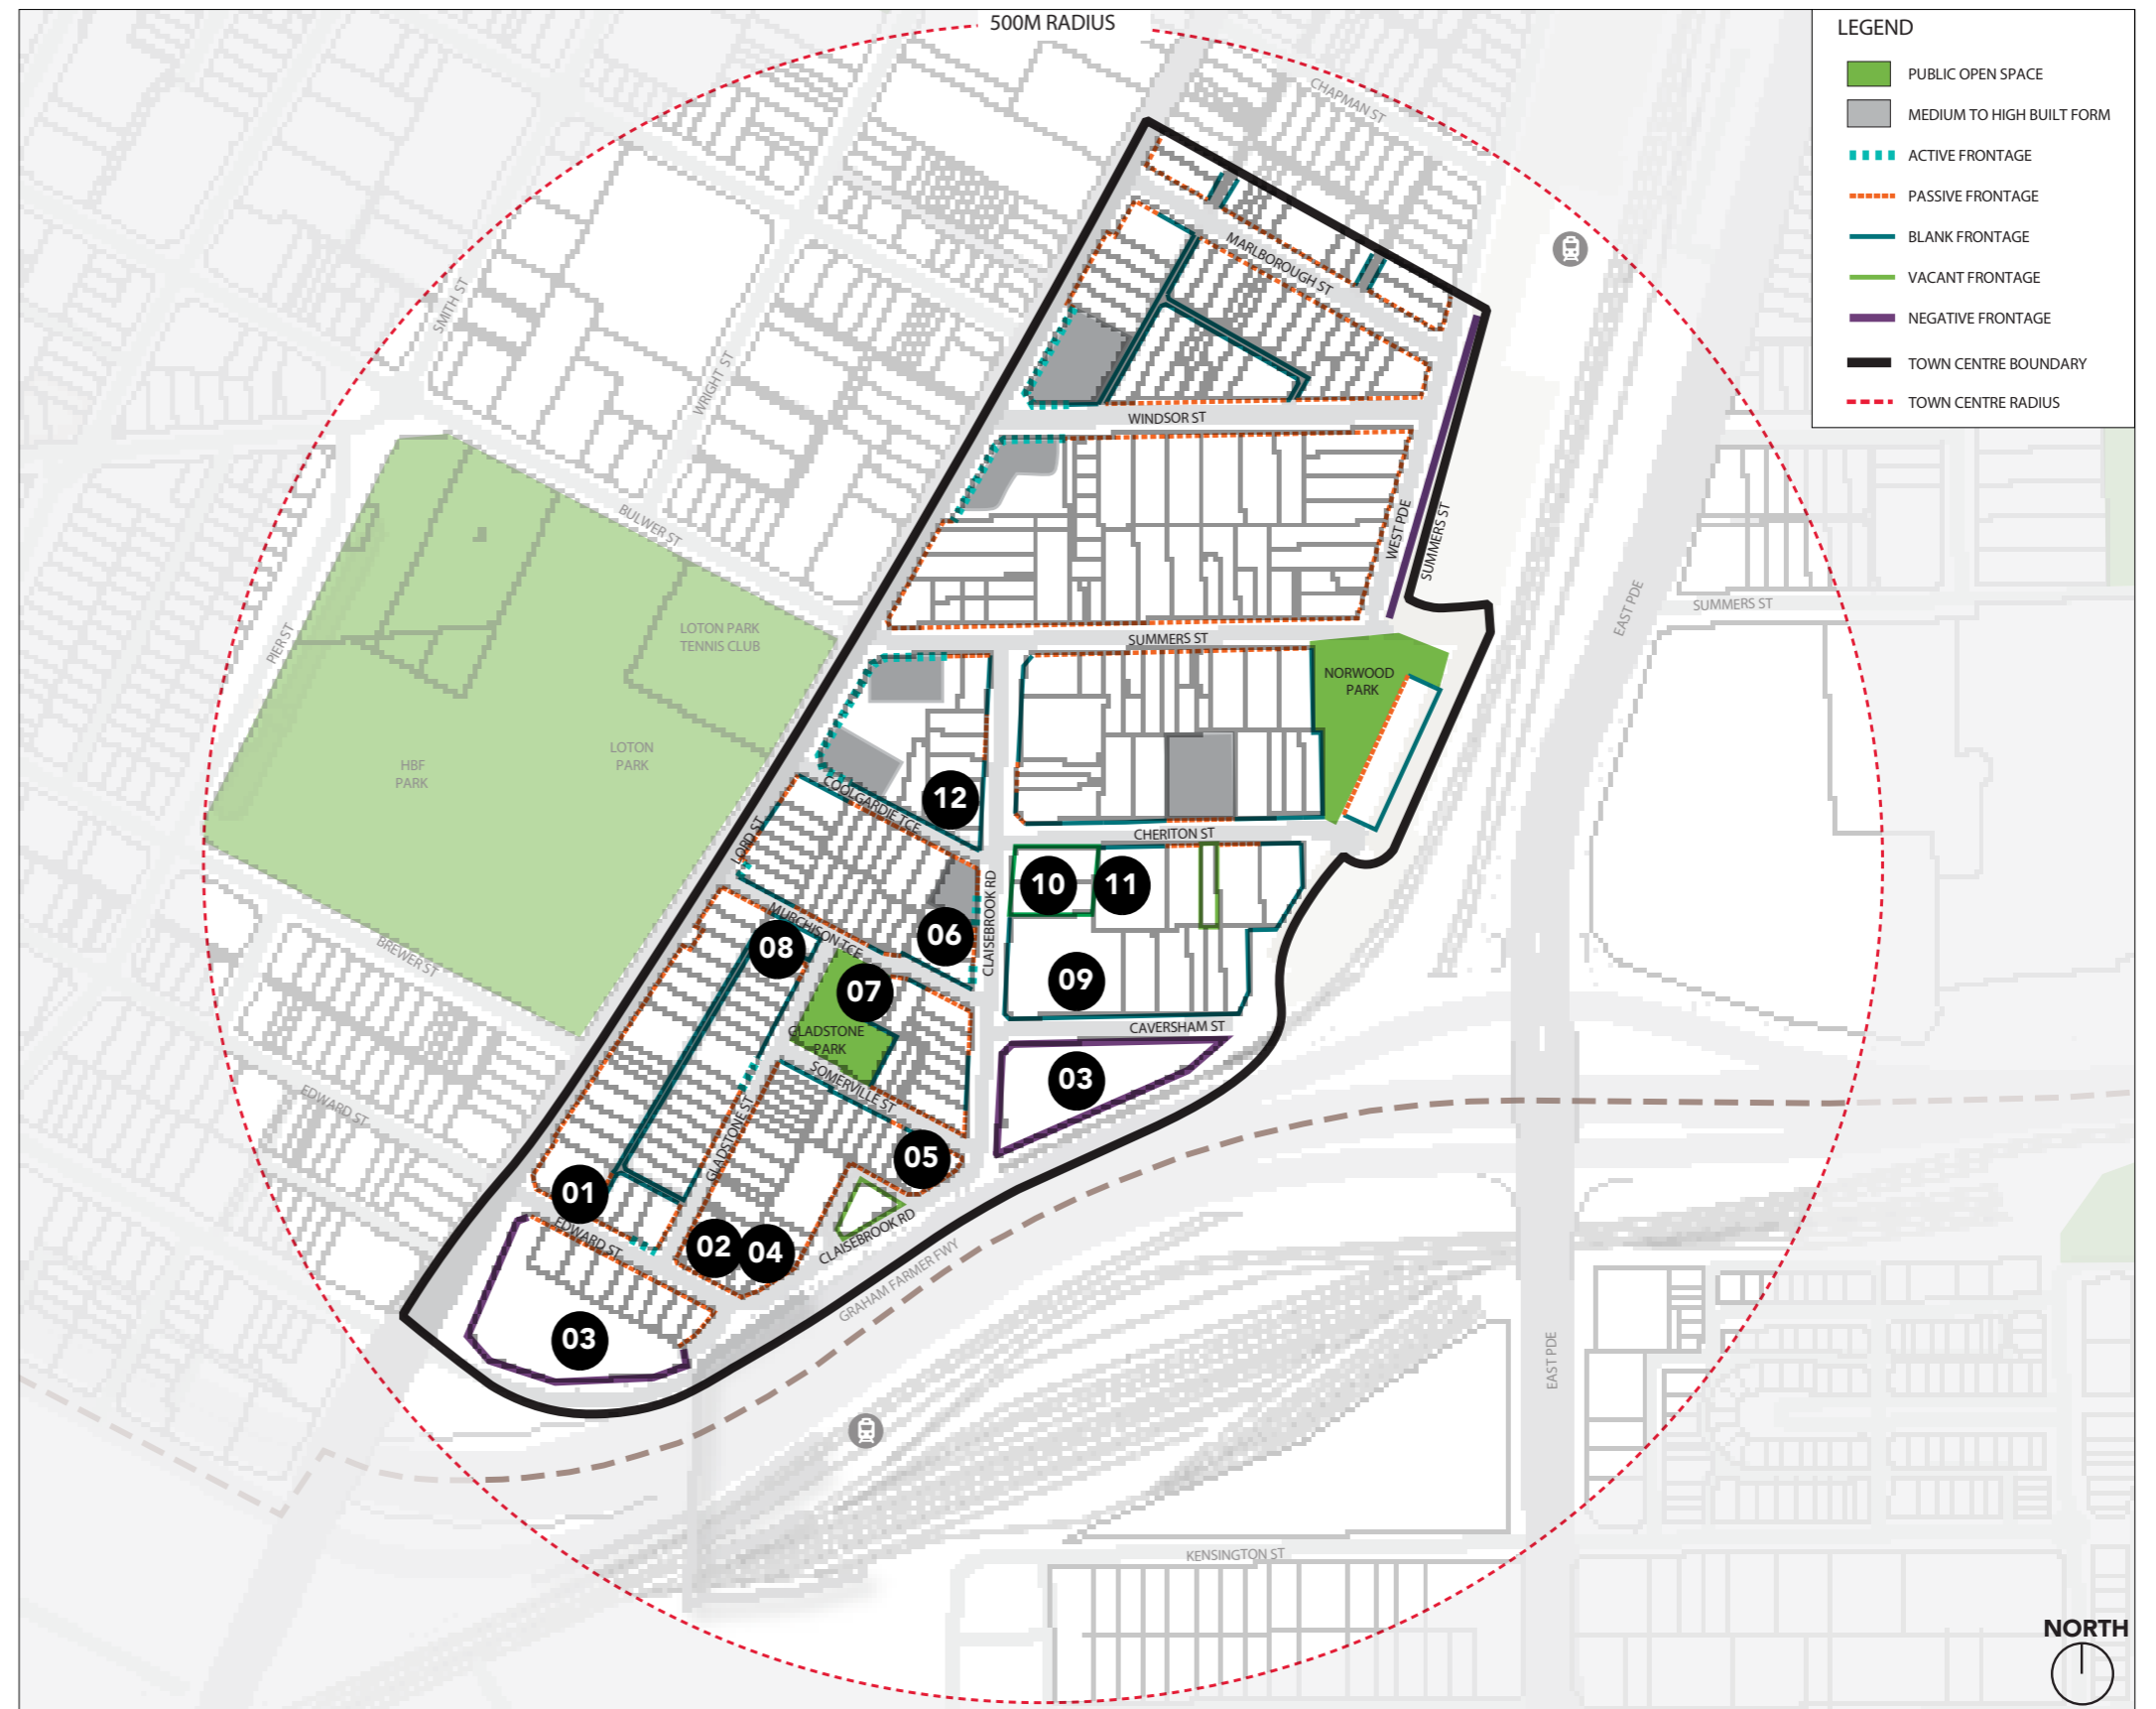 500M RADIUS
LEGEND
PUBLIC OPEN SPACE
MEDIUM TO HIGH BUILT FORM
ACTIVE FRONTAGE
PASSIVE FRONTAGE
BLANK FRONTAGE
VACANT FRONTAGE
NEGATIVE FRONTAGE
TOWN CENTRE BOUNDARY
TOWN CENTRE RADIUS
CHAPMAN ST
MARLBOROUGH ST
SMITH ST
WRIGHT ST
WINDSOR ST
BULWER ST
WEST PDE
SUMMERS ST
EAST PDE
SUMMERS ST
PIER ST
LOTON PARK
TENNIS CLUB
SUMMERS ST
NORWOOD
PARK
LOTON
PARK
HBF
PARK
COOLGARDIE TCE
12
LORD ST
CHERITON ST
10
11
CLAISEBROOK RD
MURCHISON TCE
08
06
BREWER ST
07
09
GLADSTONE
PARK
CAVERSHAM ST
SOMERVILLE ST
03
EDWARD ST
GLADSTONE ST
05
01
CLAISEBROOK RD
EDWARD ST
02
04
GRAHAM FARMER FWY
03
EAST PDE
KENSINGTON ST
NORTH